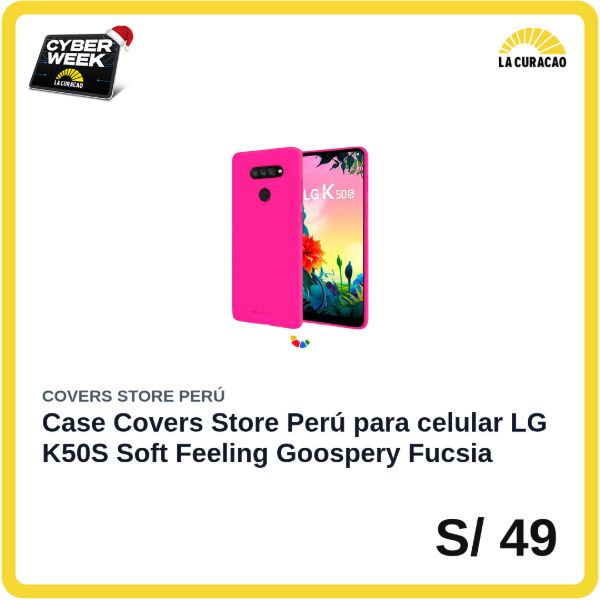 CYBER
WEEK
LA CURACAO
LA CURACAO
LG K50S
COVERS STORE PERÚ
Case Covers Store Perú para celular LG
K50S Soft Feeling Goospery Fucsia
S/ 49